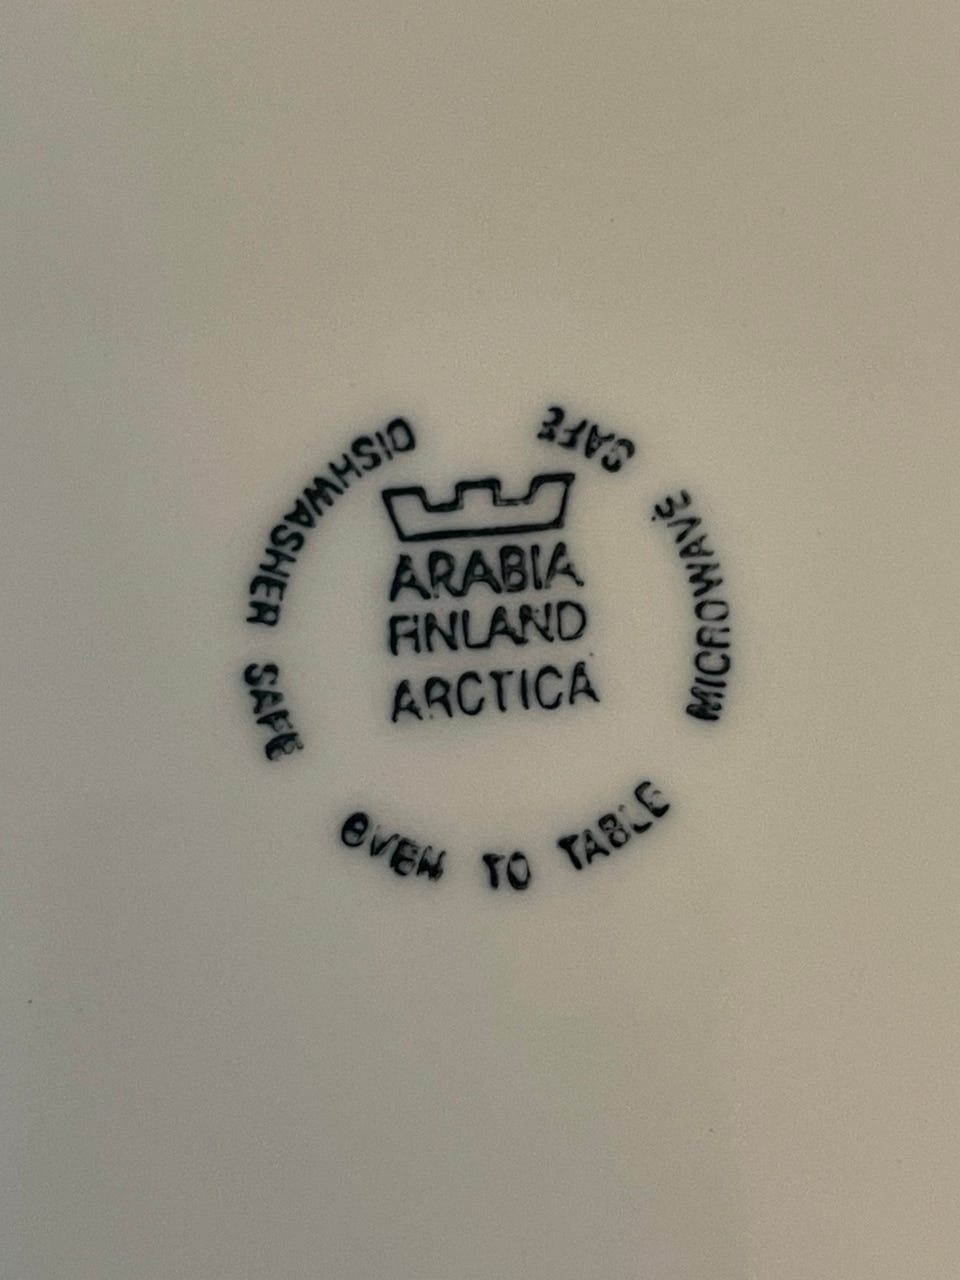 ARABIA
FINLAND
ARCTICA
DISHWASHER SAFE
OVEN TO TABLE
MICROWAVE SAFE